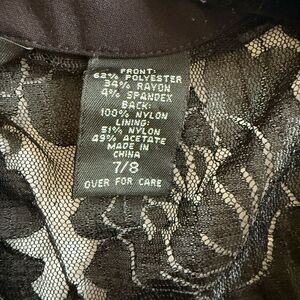 FRONT:
62% POLYESTER
34% RAYON
4% SPANDEX
BACK:
100% NYLON
LINING:
51% NYLON
49% ACETATE
MADE IN
CHINA
7/8
OVER FOR CARE